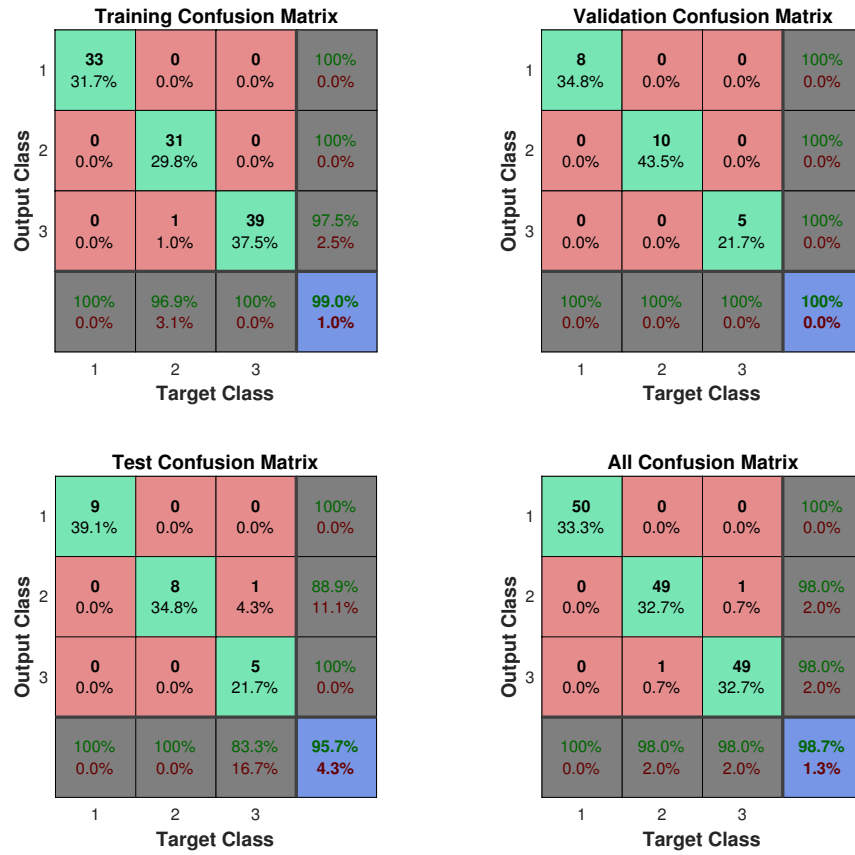 Training Confusion Matrix
33 0 0 100%
1
31.7% 0.0% 0.0% 0.0%
0 31 0 100%
2
0.0% 29.8% 0.0% 0.0%
0 1 39 97.5%
3
0.0% 1.0% 37.5% 2.5%
100% 96.9% 100% 99.0%
0.0% 3.1% 0.0% 1.0%
1 2 3
Target Class
Output Class
Validation Confusion Matrix
8 0 0 100%
1
34.8% 0.0% 0.0% 0.0%
0 10 0 100%
2
0.0% 43.5% 0.0% 0.0%
0 0 5 100%
3
0.0% 0.0% 21.7% 0.0%
100% 100% 100% 100%
0.0% 0.0% 0.0% 0.0%
1 2 3
Target Class
Output Class
Test Confusion Matrix
9 0 0 100%
1
39.1% 0.0% 0.0% 0.0%
0 8 1 88.9%
2
0.0% 34.8% 4.3% 11.1%
0 0 5 100%
3
0.0% 0.0% 21.7% 0.0%
100% 100% 83.3% 95.7%
0.0% 0.0% 16.7% 4.3%
1 2 3
Target Class
Output Class
All Confusion Matrix
50 0 0 100%
1
33.3% 0.0% 0.0% 0.0%
0 49 1 98.0%
2
0.0% 32.7% 0.7% 2.0%
0 1 49 98.0%
3
0.0% 0.7% 32.7% 2.0%
100% 98.0% 98.0% 98.7%
0.0% 2.0% 2.0% 1.3%
1 2 3
Target Class
Output Class